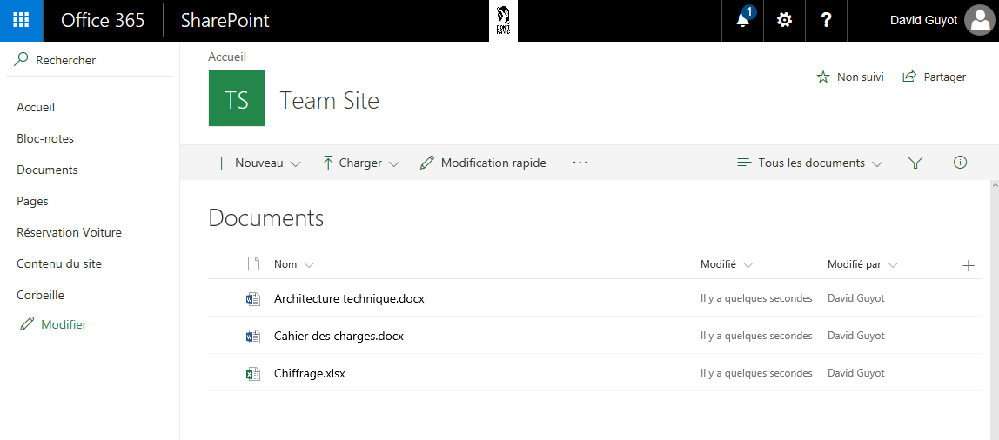 Office 365 SharePoint DON'T PANIC 1 ? David Guyot
Rechercher
Accueil
Bloc-notes
Documents
Pages
Réservation Voiture
Contenu du site
Corbeille
Modifier
Accueil
TS Team Site
Non suivi Partager
Nouveau Charger Modification rapide ... Tous les documents
Documents
Nom Modifié Modifié par
Architecture technique.docx Il y a quelques secondes David Guyot
Cahier des charges.docx Il y a quelques secondes David Guyot
Chiffrage.xlsx Il y a quelques secondes David Guyot